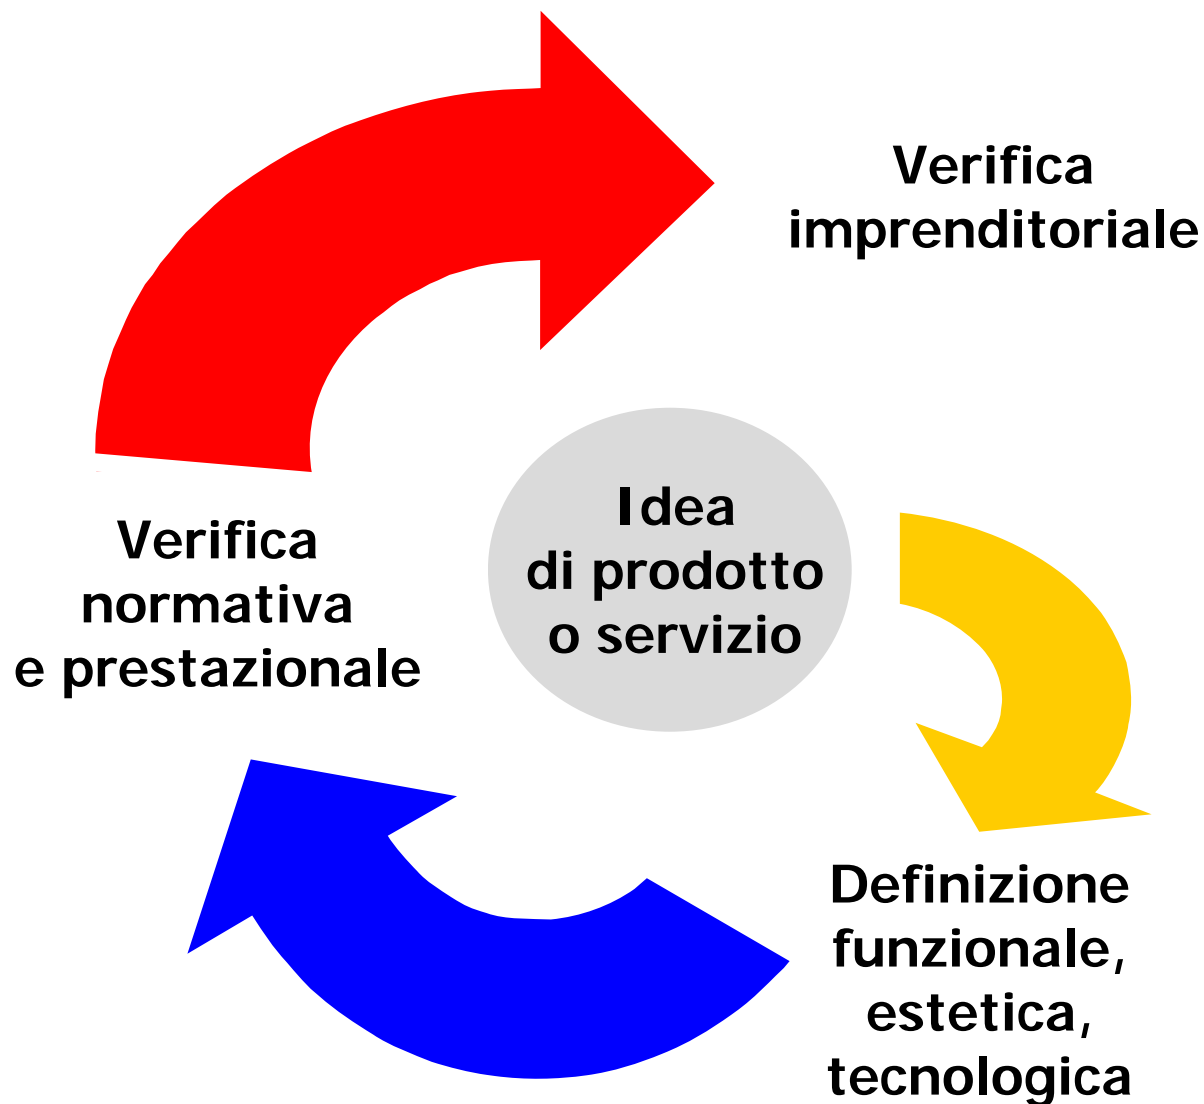 Verifica
imprenditoriale
Idea
di prodotto
o servizio
Verifica
normativa
e prestazionale
Definizione
funzionale,
estetica,
tecnologica